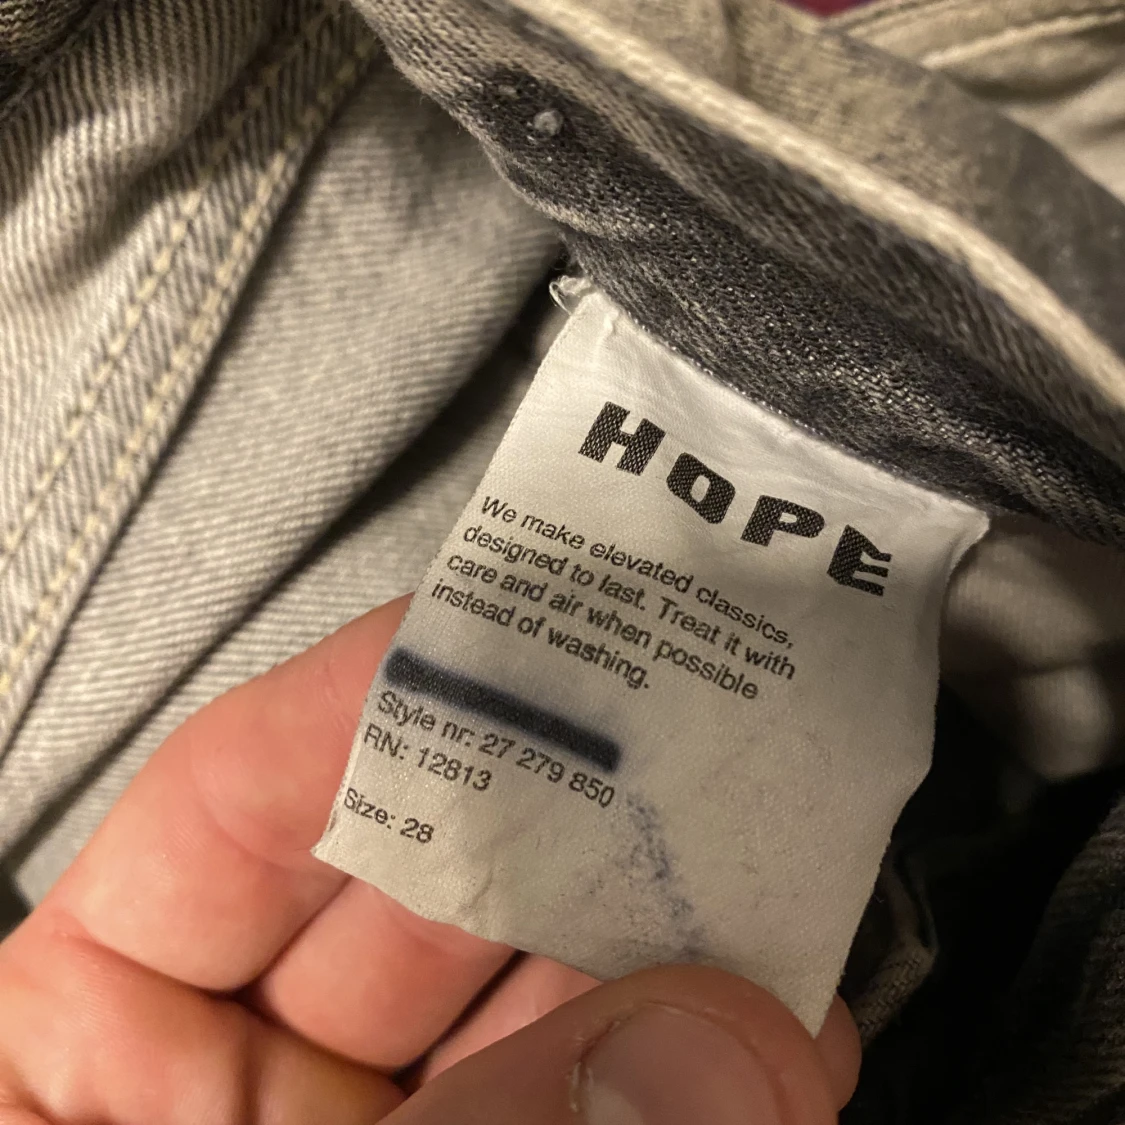 HOPE
We make elevated classics,
designed to last. Treat it with
care and air when possible
instead of washing.
Style nr: 27 279 850
RN: 12813
Size: 28